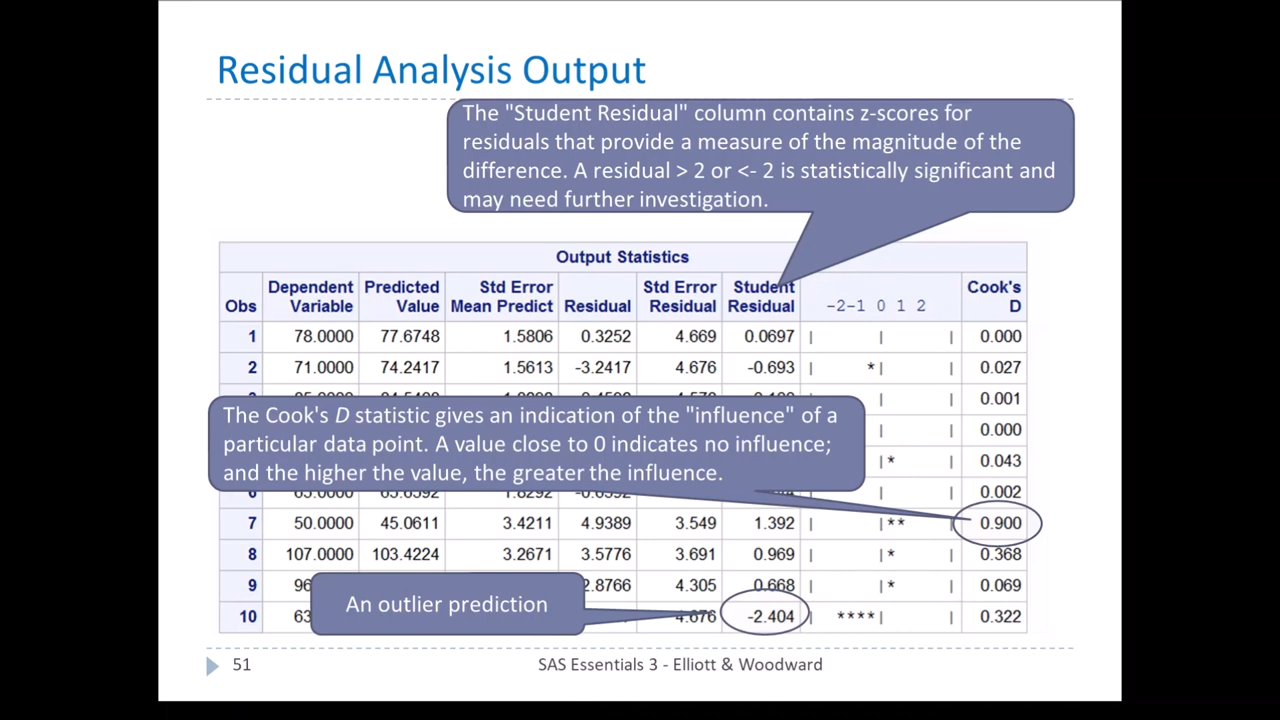 Residual Analysis Output
The "Student Residual" column contains z-scores for
residuals that provide a measure of the magnitude of the
difference. A residual > 2 or <- 2 is statistically significant and
may need further investigation.
Output Statistics
Obs Dependent Variable Predicted Value Std Error Mean Predict Residual Std Error Residual Student Residual -2-1 0 1 2 Cook's D
1 78.0000 77.6748 1.5806 0.3252 4.669 0.0697 | | | 0.000
2 71.0000 74.2417 1.5613 -3.2417 4.676 -0.693 | *| | 0.027
| | 0.001
The Cook's D statistic gives an indication of the "influence" of a
particular data point. A value close to 0 indicates no influence;
and the higher the value, the greater the influence.
| | 0.000
|* | 0.043
| | 0.002
7 50.0000 45.0611 3.4211 4.9389 3.549 1.392 | |** | 0.900
8 107.0000 103.4224 3.2671 3.5776 3.691 0.969 | |* | 0.368
9 96 2.8766 4.305 0.668 | |* | 0.069
An outlier prediction
10 63 4.676 -2.404 | ****| | 0.322
51 SAS Essentials 3 - Elliott & Woodward